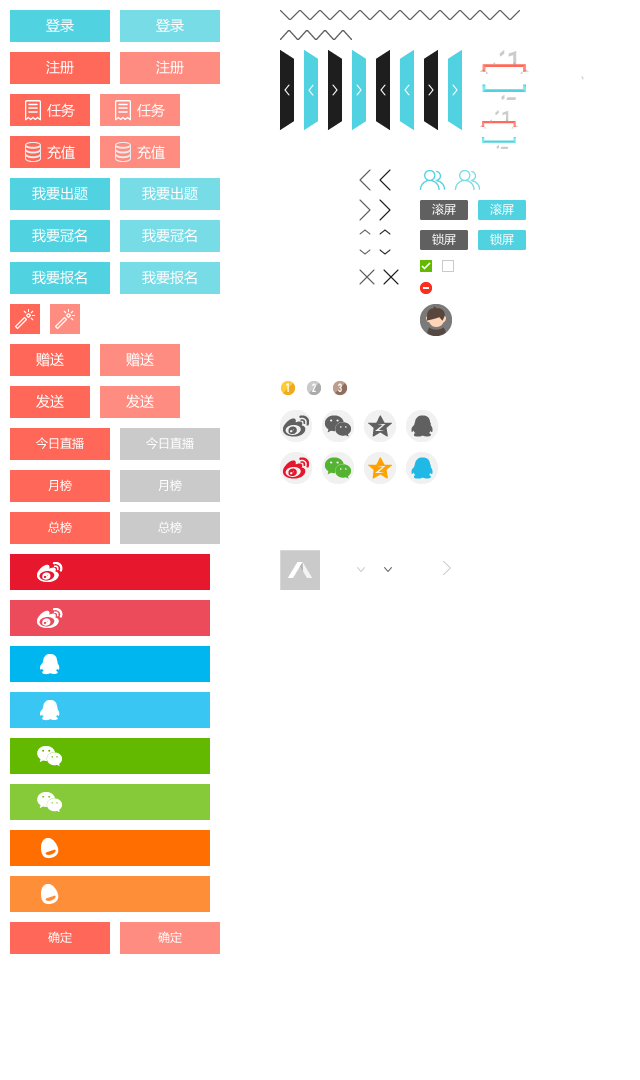 登录 登录
注册 注册
任务 任务
充值 充值
我要出题 我要出题
我要冠名 我要冠名
我要报名 我要报名
赠送 赠送
发送 发送
今日直播 今日直播
月榜 月榜
总榜 总榜
确定 确定
滚屏 滚屏
锁屏 锁屏
1 2 3